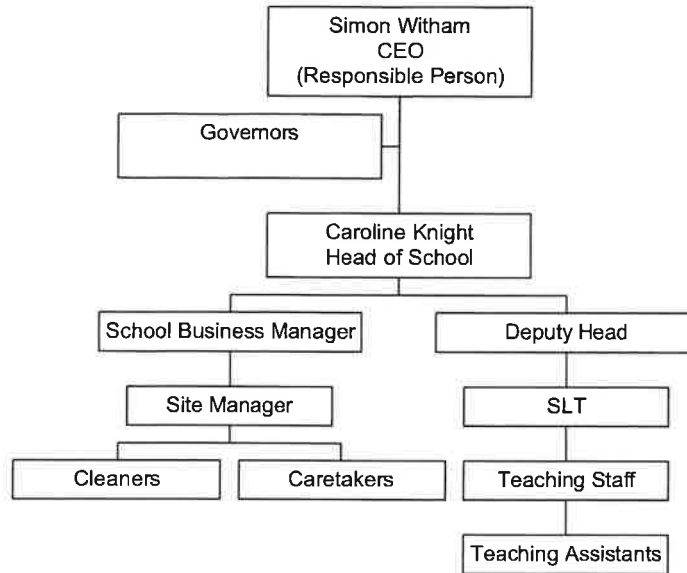 Simon Witham
CEO
(Responsible Person)
Governors
Caroline Knight
Head of School
School Business Manager
Deputy Head
Site Manager
SLT
Cleaners
Caretakers
Teaching Staff
Teaching Assistants